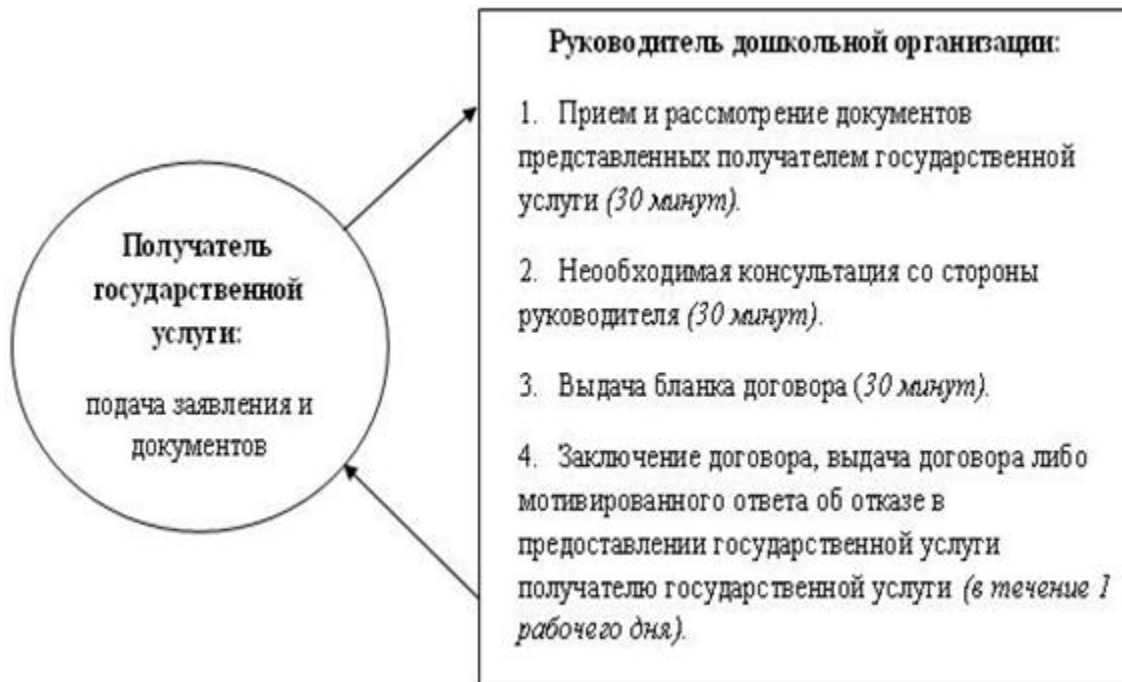 Получатель
государственной
услуги:
подача заявления и
документов
Руководитель дошкольной организации:
1. Прием и рассмотрение документов
представленных получателем государственной
услуги (30 минут).
2. Неообходимая консультация со стороны
руководителя (30 минут).
3. Выдача бланка договора (30 минут).
4. Заключение договора, выдача договора либо
мотивированного ответа об отказе в
предоставлении государственной услуги
получателю государственной услуги (в течение 1
рабочего дня).